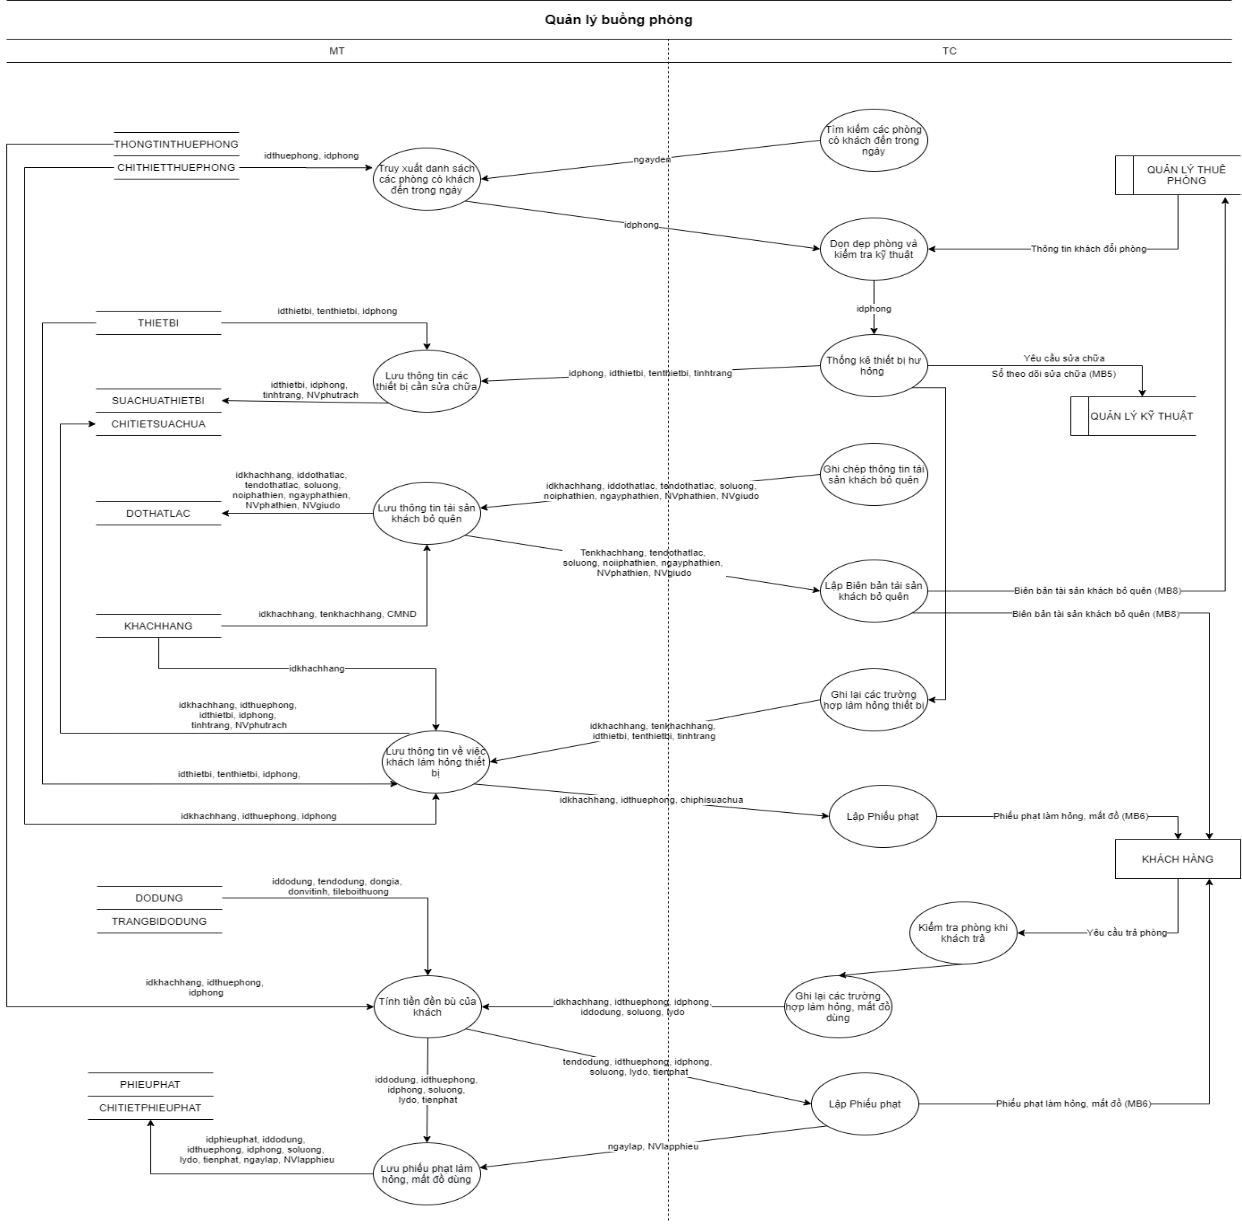 Quản lý buồng phòng
MT
TC
THONGTINTHUEPHONG
CHITHIETTHUEPHONG
idthuephong, idphong
Truy xuất danh sách
các phòng có khách
đến trong ngày
ngayden
Tìm kiếm các phòng
có khách đến trong
ngày
QUẢN LÝ THUÊ
PHÒNG
idphong
Dọn dẹp phòng và
kiểm tra kỹ thuật
Thông tin khách đổi phòng
idphong
THIETBI
idthietbi, tenthietbi, idphong
Lưu thông tin các
thiết bị cần sửa chữa
idphong, idthietbi, tenthietbi, tinhtrang
Thống kê thiết bị hư
hỏng
Yêu cầu sửa chữa
Sổ theo dõi sửa chữa (MB5)
QUẢN LÝ KỸ THUẬT
SUACHUATHIETBI
CHITIETSUACHUA
idthietbi, idphong,
tinhtrang, NVphutrach
DOTHATLAC
idkhachhang, iddothatlac,
tendothatlac, soluong,
noiphathien, ngayphathien,
NVphathien, NVgiudo
Lưu thông tin tài sản
khách bỏ quên
idkhachhang, iddothatlac, tendothatlac, soluong,
noiphathien, ngayphathien, NVphathien, NVgiudo
Ghi chép thông tin tài
sản khách bỏ quên
Tenkhachhang, tendothatlac,
soluong, noiiphathien, ngayphathien,
NVphathien, NVgiudo
Lập Biên bản tài sản
khách bỏ quên
Biên bản tài sản khách bỏ quên (MB8)
Biên bản tài sản khách bỏ quên (MB8)
KHACHHANG
idkhachhang, tenkhachhang, CMND
idkhachhang
idkhachhang, idthuephong,
idthietbi, idphong,
tinhtrang, NVphutrach
Lưu thông tin về việc
khách làm hỏng thiết
bị
idkhachhang, tenkhachhang,
idthietbi, tenthietbi, tinhtrang
Ghi lại các trường
hợp làm hỏng thiết bị
idthietbi, tenthietbi, idphong,
idkhachhang, idthuephong, idphong
idkhachhang, idthuephong, chiphisuachua
Lập Phiếu phạt
Phiếu phạt làm hỏng, mất đồ (MB6)
KHÁCH HÀNG
DODUNG
TRANGBIDODUNG
iddodung, tendodung, dongia,
donvitinh, tileboithuong
Kiểm tra phòng khi
khách trả
Yêu cầu trả phòng
idkhachhang, idthuephong,
idphong
Tính tiền đền bù của
khách
idkhachhang, idthuephong, idphong,
iddodung, soluong, lydo
Ghi lại các trường
hợp làm hỏng, mất đồ
dùng
tendodung, idthuephong, idphong,
soluong, lydo, tienphat
iddodung, idthuephong,
idphong, soluong,
lydo, tienphat
PHIEUPHAT
CHITIETPHIEUPHAT
Lập Phiếu phạt
Phiếu phạt làm hỏng, mất đồ (MB6)
idphieuphat, iddodung,
idthuephong, idphong, soluong,
lydo, tienphat, ngaylap, NVlapphieu
Lưu phiếu phạt làm
hỏng, mất đồ dùng
ngaylap, NVlapphieu